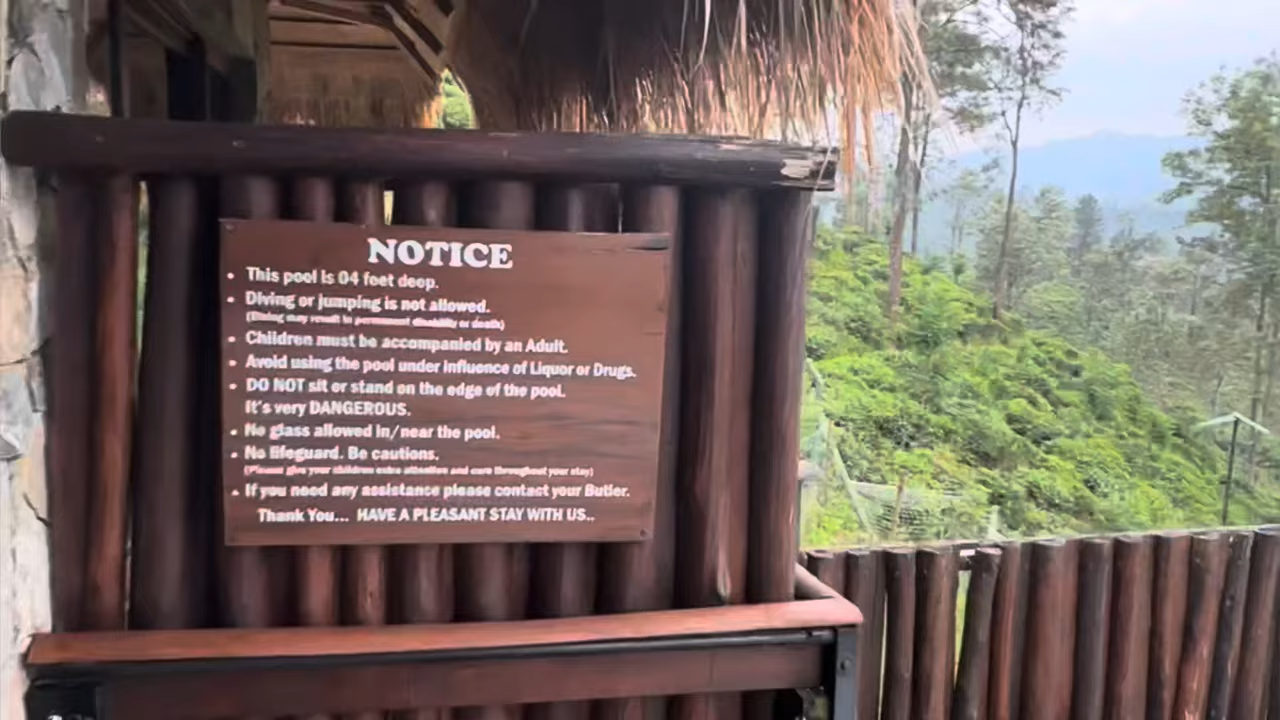 NOTICE
• This pool is 04 feet deep.
• Diving or jumping is not allowed.
(Diving may result in permanent disability or death)
• Children must be accompanied by an Adult.
• Avoid using the pool under influence of Liquor or Drugs.
• DO NOT sit or stand on the edge of the pool.
It's very DANGEROUS.
• No glass allowed in/near the pool.
• No lifeguard. Be cautions.
(Please give your children extra attention and care throughout your stay)
• If you need any assistance please contact your Butler.
Thank You... HAVE A PLEASANT STAY WITH US..